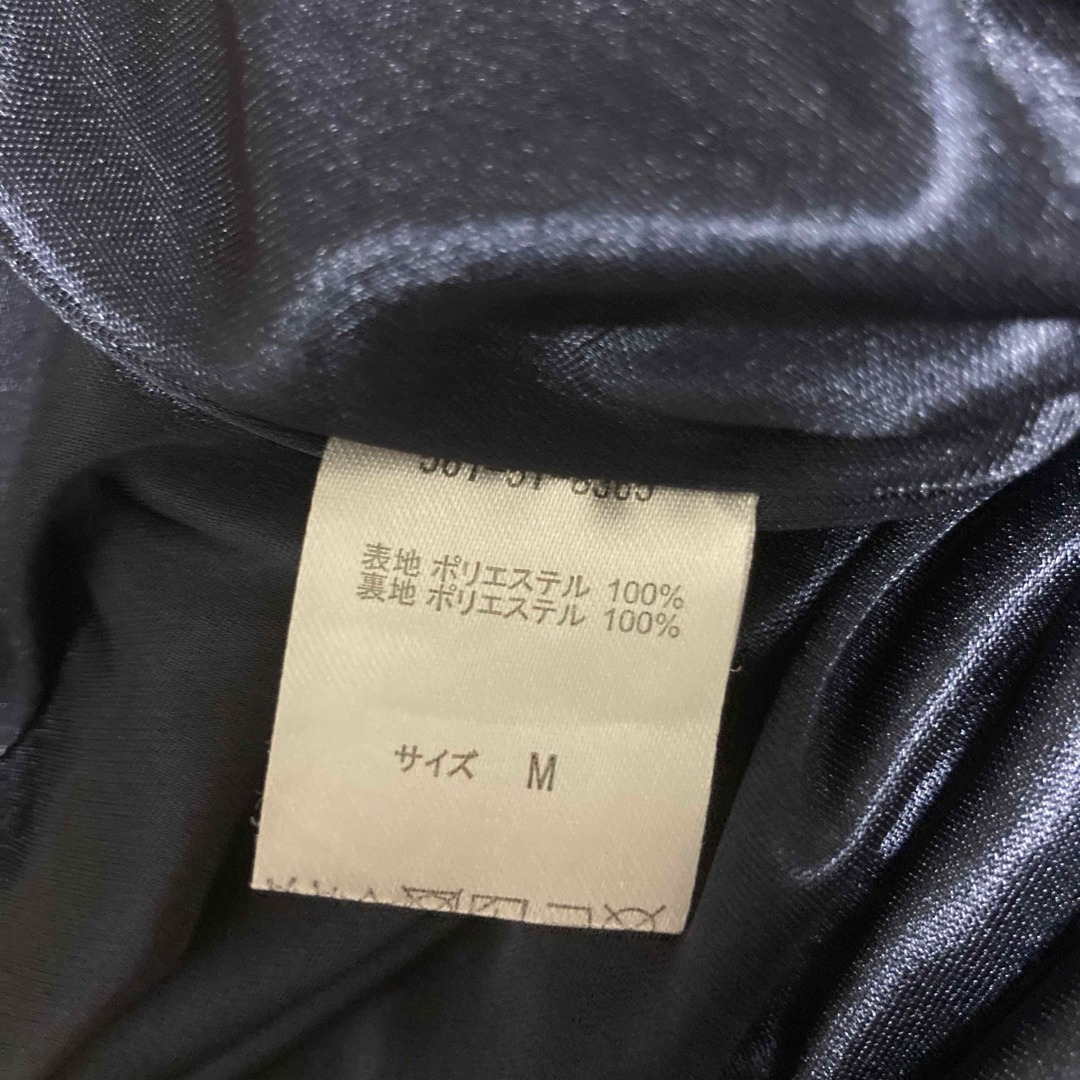 表地 ポリエステル 100%
裏地 ポリエステル 100%
サイズ M